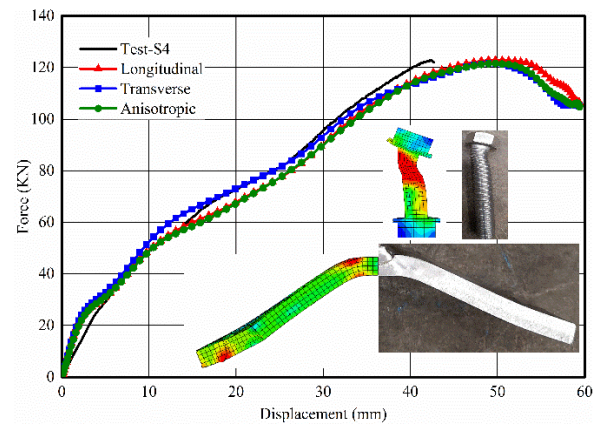 140
120
100
80
60
40
20
0
Force (KN)
Test-S4
Longitudinal
Transverse
Anisotropic
0 10 20 30 40 50 60
Displacement (mm)